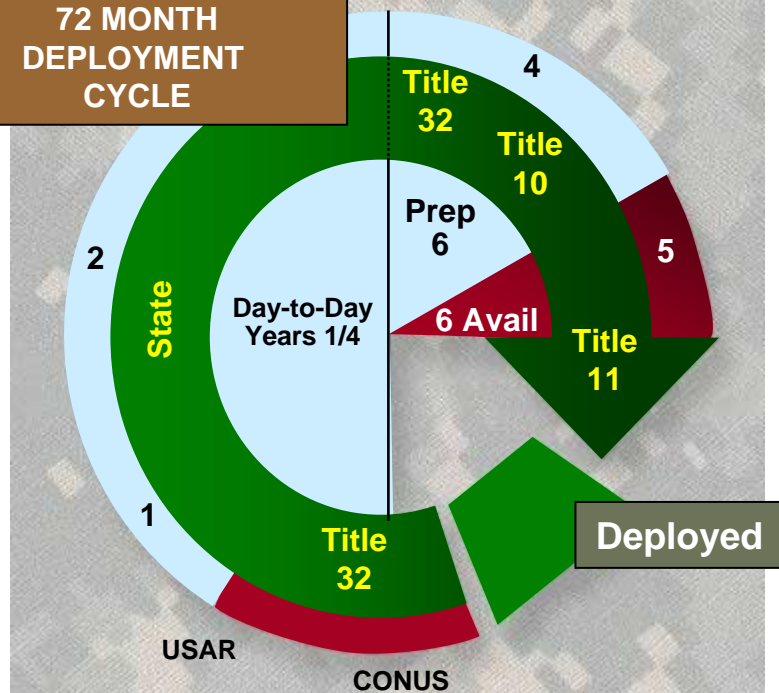 72 MONTH
DEPLOYMENT
CYCLE
4
Title
32
Title
10
Prep
6
2
5
State
Day-to-Day
Years 1/4
6 Avail
Title
11
1
Title
32
Deployed
USAR
CONUS